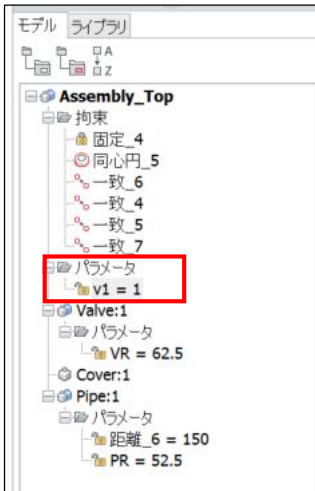 モデル ライブラリ
A
Z
Assembly_Top
拘束
固定_4
同心円_5
一致_6
一致_4
一致_5
一致_7
パラメータ
v1 = 1
Valve:1
パラメータ
VR = 62.5
Cover:1
Pipe:1
パラメータ
距離_6 = 150
PR = 52.5